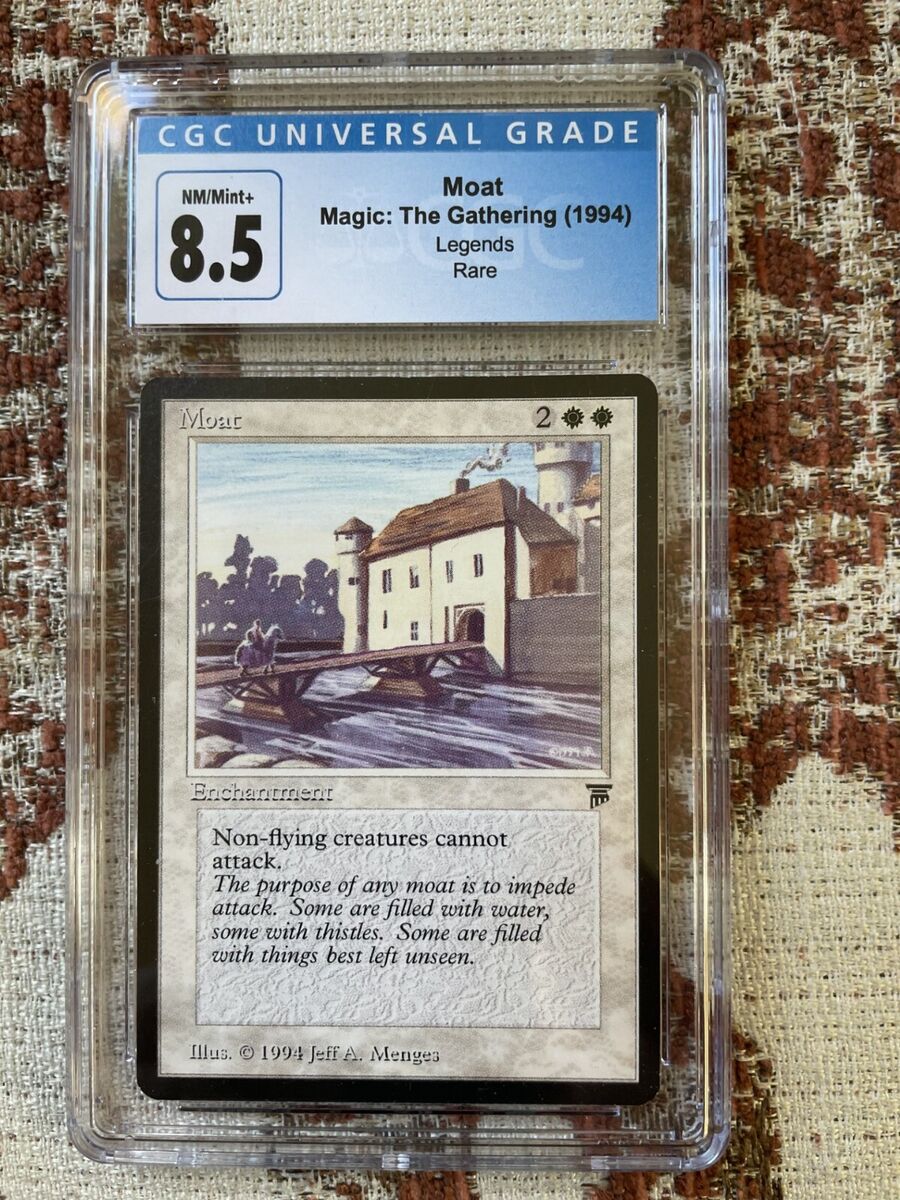 CGC UNIVERSAL GRADE
NM/Mint+
8.5
Moat
Magic: The Gathering (1994)
Legends
Rare
Moat 2
Enchantment
Non-flying creatures cannot
attack.
The purpose of any moat is to impede
attack. Some are filled with water,
some with thistles. Some are filled
with things best left unseen.
Illus. © 1994 Jeff A. Menges